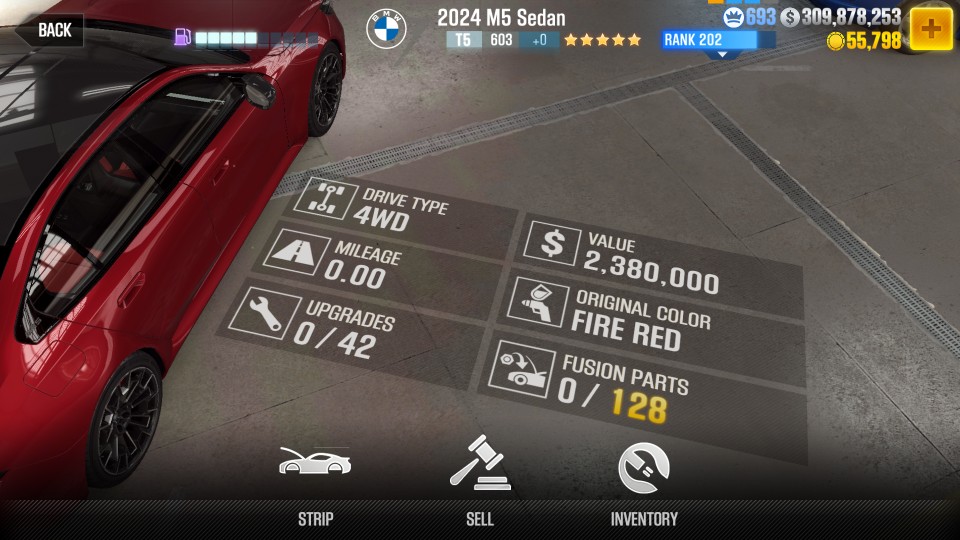 BACK
BMW
2024 M5 Sedan
T5 603 +0
RANK 202
693 $ 309,878,253
55,798
DRIVE TYPE
4WD
MILEAGE
0.00
UPGRADES
0 / 42
VALUE
2,380,000
ORIGINAL COLOR
FIRE RED
FUSION PARTS
0 / 128
STRIP
SELL
INVENTORY